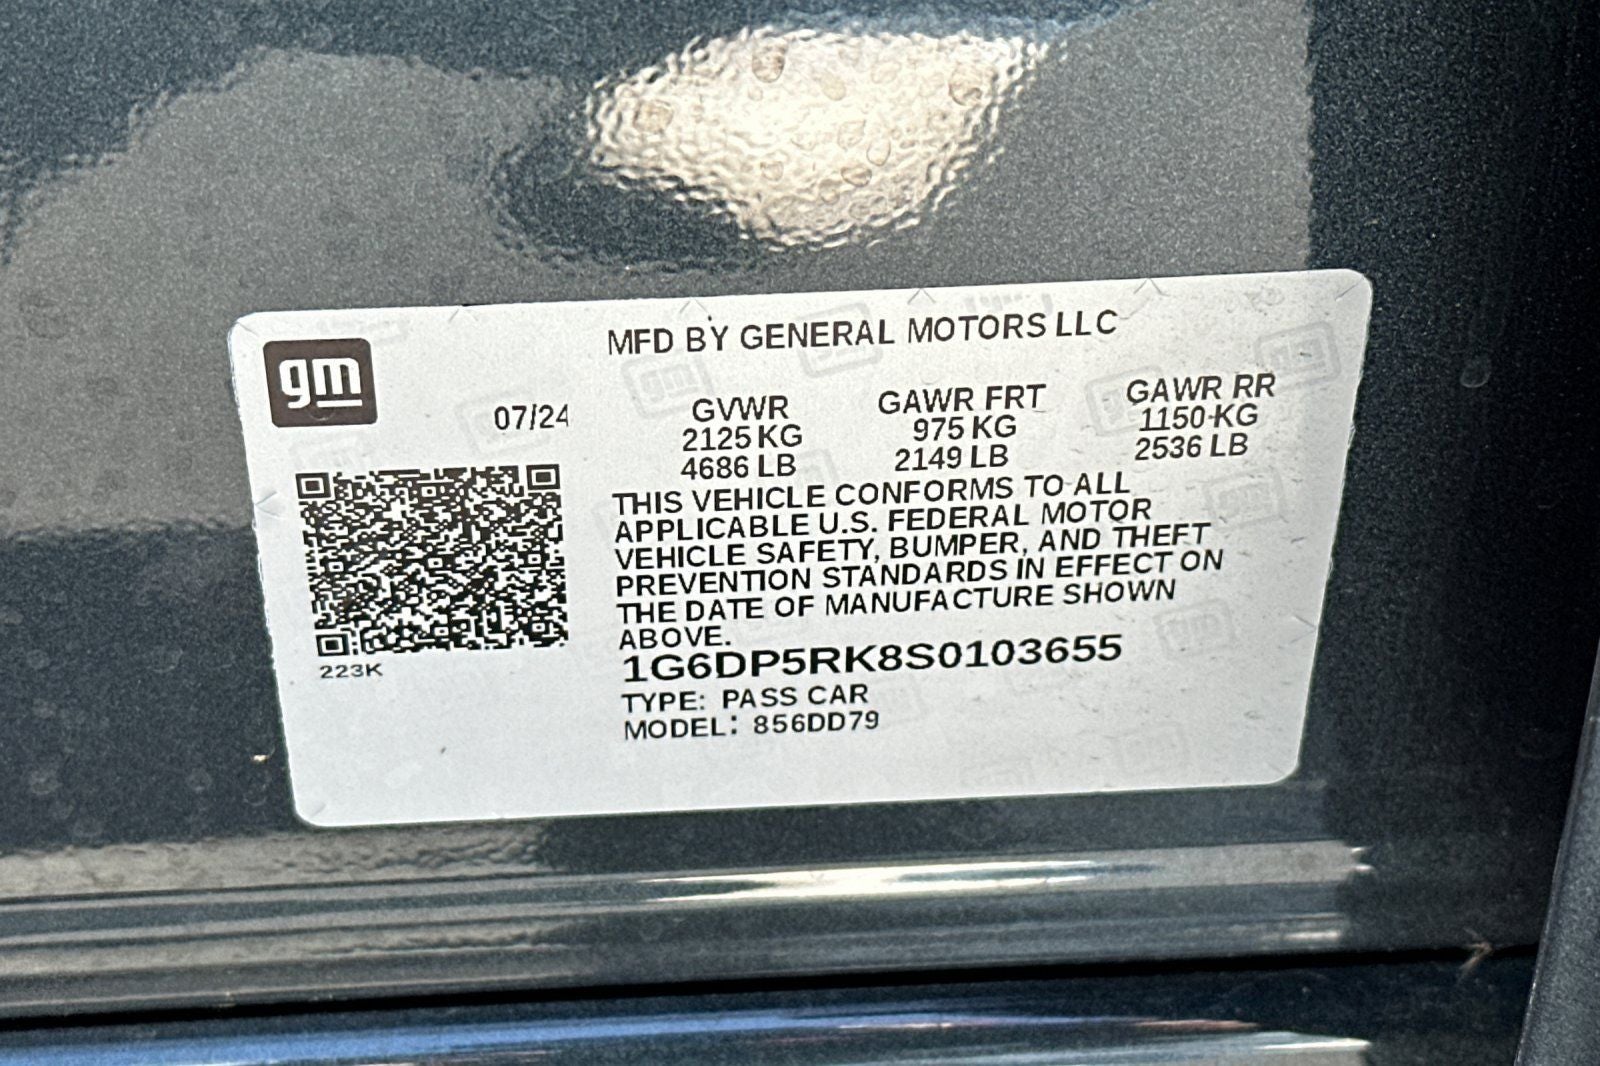 gm
MFD BY GENERAL MOTORS LLC
07/24
GVWR GAWR FRT GAWR RR
2125 KG 975 KG 1150 KG
4686 LB 2149 LB 2536 LB
THIS VEHICLE CONFORMS TO ALL
APPLICABLE U.S. FEDERAL MOTOR
VEHICLE SAFETY, BUMPER, AND THEFT
PREVENTION STANDARDS IN EFFECT ON
THE DATE OF MANUFACTURE SHOWN
ABOVE.
223K
1G6DP5RK8S0103655
TYPE: PASS CAR
MODEL: 856DD79